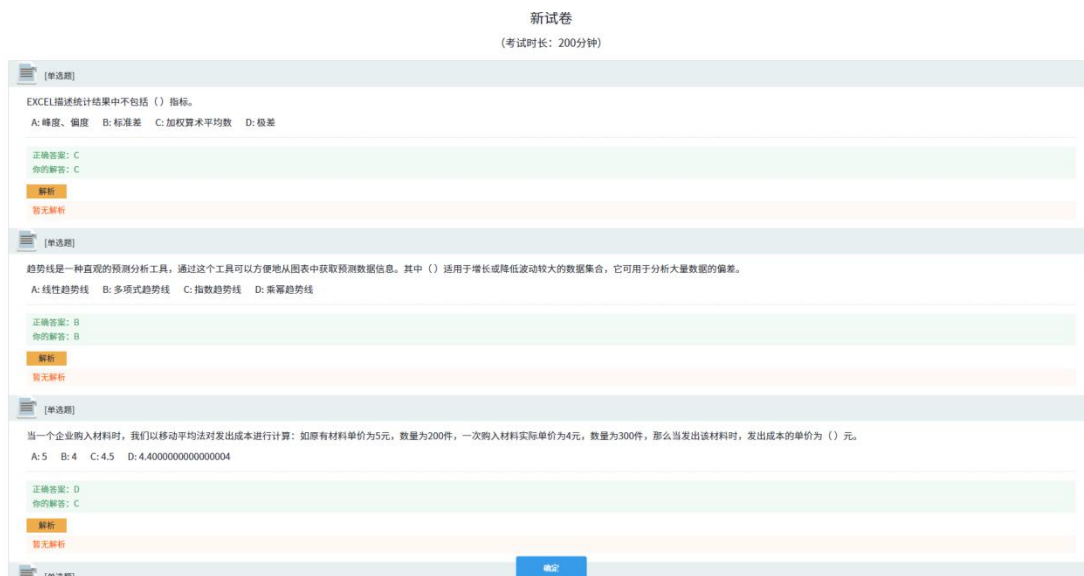 新试卷
(考试时长：200分钟)
[单选题]
EXCEL描述统计结果中不包括（）指标。
A: 峰度、偏度 B: 标准差 C: 加权算术平均数 D: 极差
正确答案：C
你的解答：C
解析
暂无解析
[单选题]
趋势线是一种直观的预测分析工具，通过这个工具可以方便地从图表中获取预测数据信息。其中（）适用于增长或降低波动较大的数据集合，它可用于分析大量数据的偏差。
A: 线性趋势线 B: 多项式趋势线 C: 指数趋势线 D: 乘幂趋势线
正确答案：B
你的解答：B
解析
暂无解析
[单选题]
当一个企业购入材料时，我们以移动平均法对发出成本进行计算：如原有材料单价为5元，数量为200件，一次购入材料实际单价为4元，数量为300件，那么当发出该材料时，发出成本的单价为（）元。
A: 5 B: 4 C: 4.5 D: 4.4000000000000004
正确答案：D
你的解答：C
解析
暂无解析
确定
[单选题]